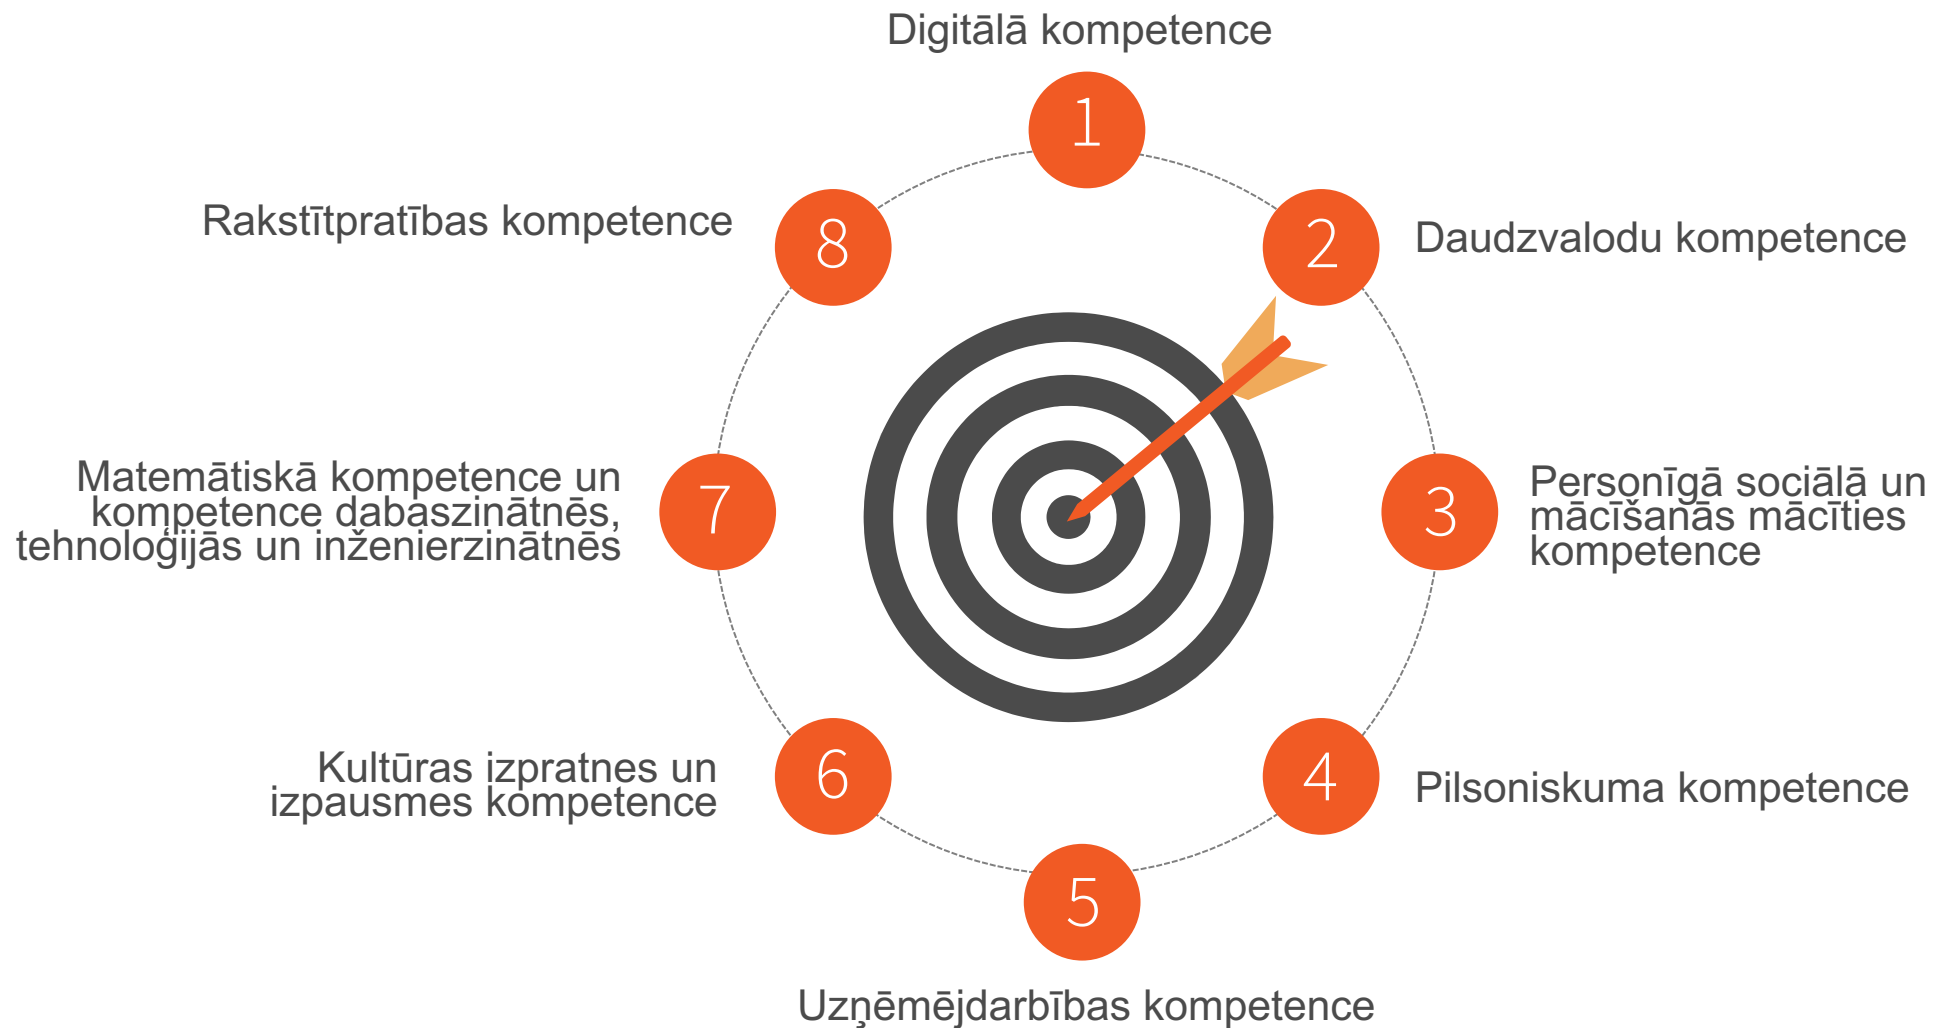 Digitālā kompetence
1
Rakstītpratības kompetence
8
2
Daudzvalodu kompetence
Matemātiskā kompetence un
kompetence dabaszinātnēs,
tehnoloģijās un inženierzinātnēs
7
3
Personīgā sociālā un
mācīšanās mācīties
kompetence
Kultūras izpratnes un
izpausmes kompetence
6
4
Pilsoniskuma kompetence
5
Uzņēmējdarbības kompetence